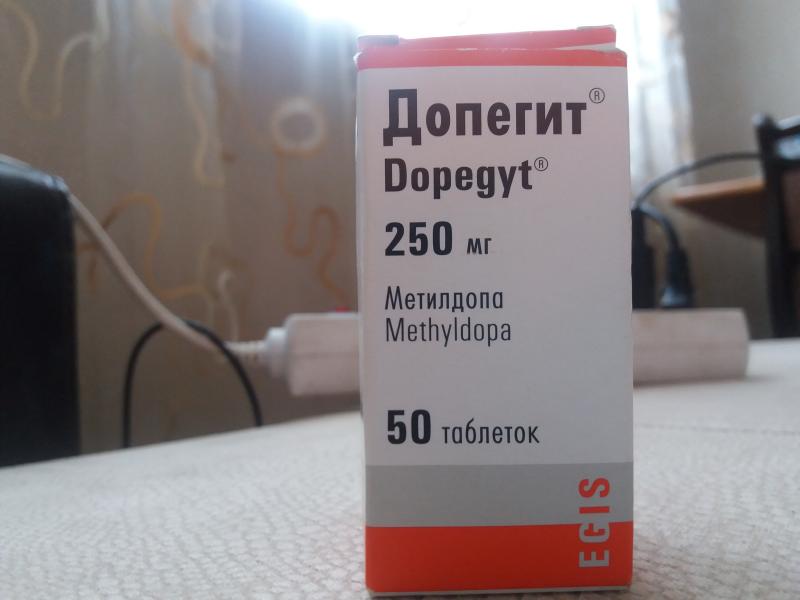 Допегит®
Dopegyt®
250 мг
Метилдопа
Methyldopa
50 таблеток
EGIS